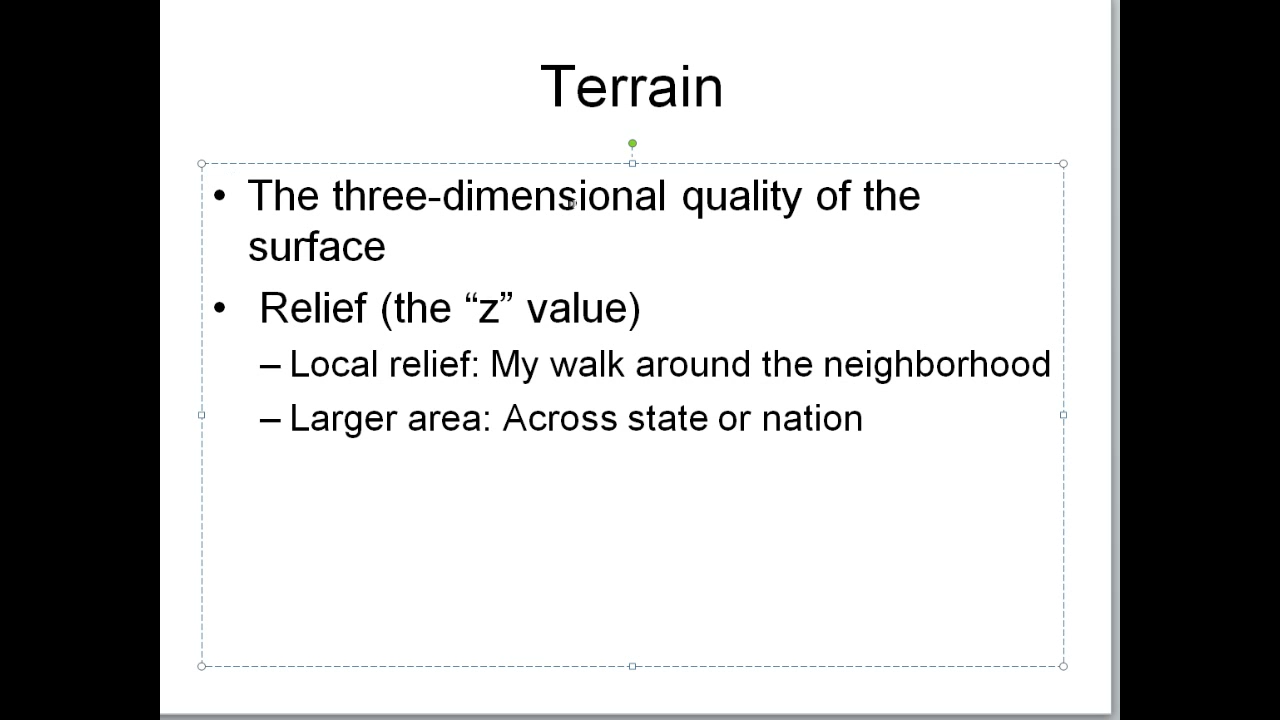 Terrain
• The three-dimensional quality of the
surface
• Relief (the “z” value)
– Local relief: My walk around the neighborhood
– Larger area: Across state or nation